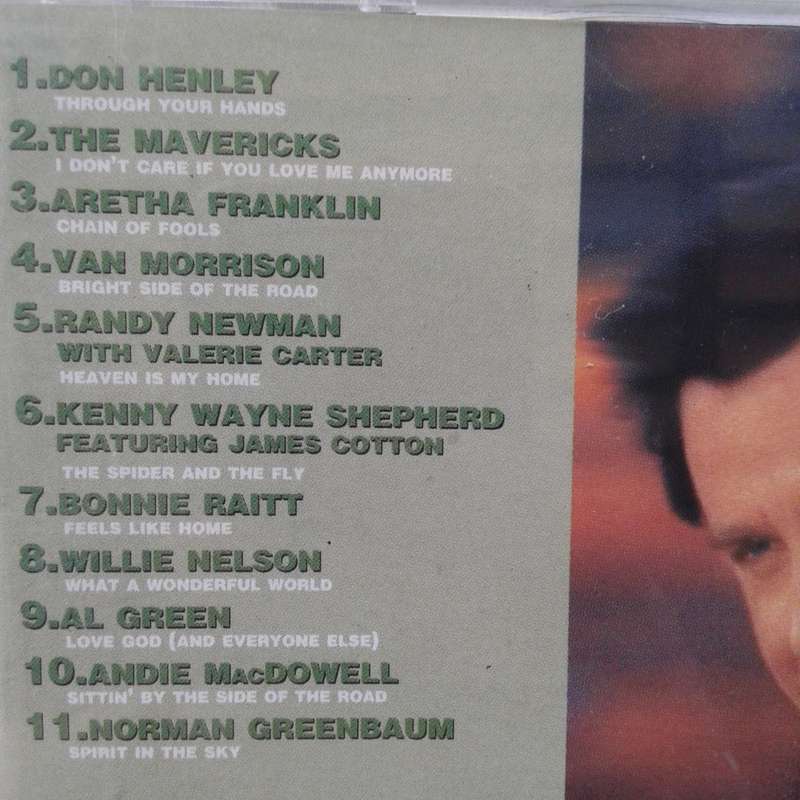 1.DON HENLEY
THROUGH YOUR HANDS
2.THE MAVERICKS
I DON'T CARE IF YOU LOVE ME ANYMORE
3.ARETHA FRANKLIN
CHAIN OF FOOLS
4.VAN MORRISON
BRIGHT SIDE OF THE ROAD
5.RANDY NEWMAN
WITH VALERIE CARTER
HEAVEN IS MY HOME
6.KENNY WAYNE SHEPHERD
FEATURING JAMES COTTON
THE SPIDER AND THE FLY
7.BONNIE RAITT
FEELS LIKE HOME
8.WILLIE NELSON
WHAT A WONDERFUL WORLD
9.AL GREEN
LOVE GOD (AND EVERYONE ELSE)
10.ANDIE MACDOWELL
SITTIN' BY THE SIDE OF THE ROAD
11.NORMAN GREENBAUM
SPIRIT IN THE SKY